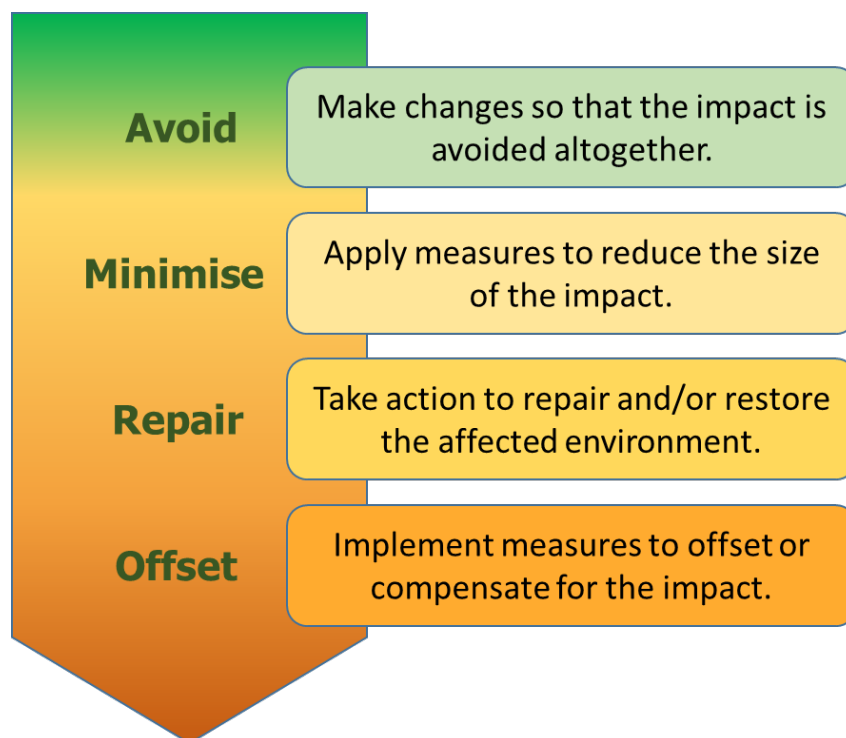 Avoid
Make changes so that the impact is
avoided altogether.
Minimise
Apply measures to reduce the size
of the impact.
Repair
Take action to repair and/or restore
the affected environment.
Offset
Implement measures to offset or
compensate for the impact.